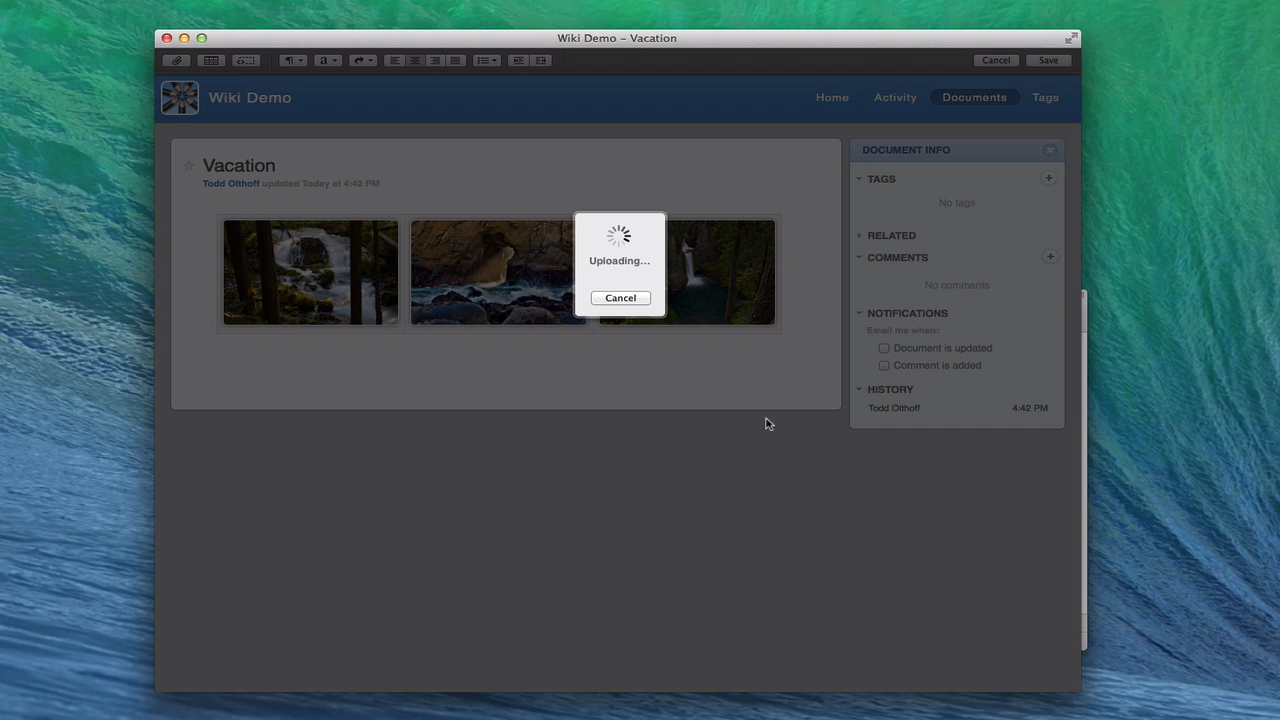 Wiki Demo – Vacation
Cancel
Save
Wiki Demo
Home
Activity
Documents
Tags
Vacation
Todd Olthoff updated Today at 4:42 PM
Uploading...
Cancel
DOCUMENT INFO
TAGS
No tags
RELATED
COMMENTS
No comments
NOTIFICATIONS
Email me when:
Document is updated
Comment is added
HISTORY
Todd Olthoff 4:42 PM